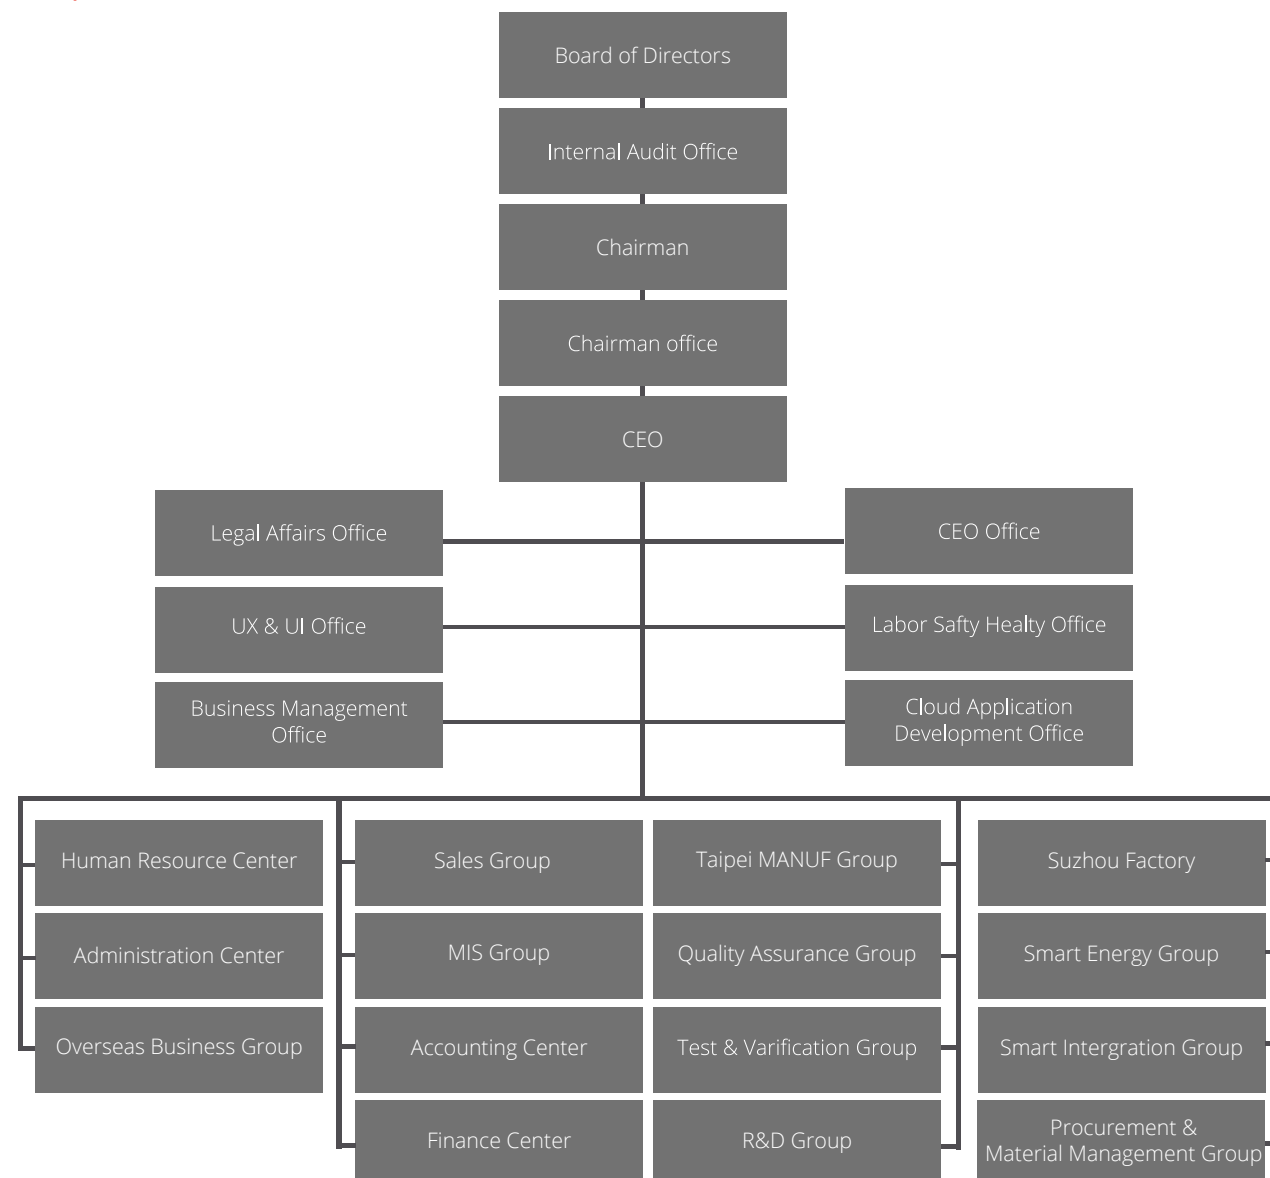 Board of Directors
Internal Audit Office
Chairman
Chairman office
CEO
Legal Affairs Office
CEO Office
UX & UI Office
Labor Safty Healty Office
Business Management
Office
Cloud Application
Development Office
Human Resource Center
Sales Group
Taipei MANUF Group
Suzhou Factory
Administration Center
MIS Group
Quality Assurance Group
Smart Energy Group
Overseas Business Group
Accounting Center
Test & Varification Group
Smart Intergration Group
Finance Center
R&D Group
Procurement &
Material Management Group